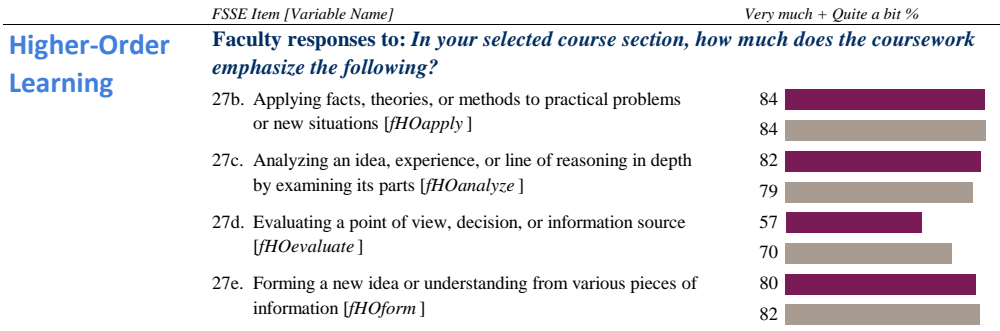 FSSE Item [Variable Name] Very much + Quite a bit %
Higher-Order
Learning
Faculty responses to: In your selected course section, how much does the coursework
emphasize the following?
27b. Applying facts, theories, or methods to practical problems 84
or new situations [fHOapply ] 84
27c. Analyzing an idea, experience, or line of reasoning in depth 82
by examining its parts [fHOanalyze ] 79
27d. Evaluating a point of view, decision, or information source 57
[fHOevaluate ] 70
27e. Forming a new idea or understanding from various pieces of 80
information [fHOform ] 82